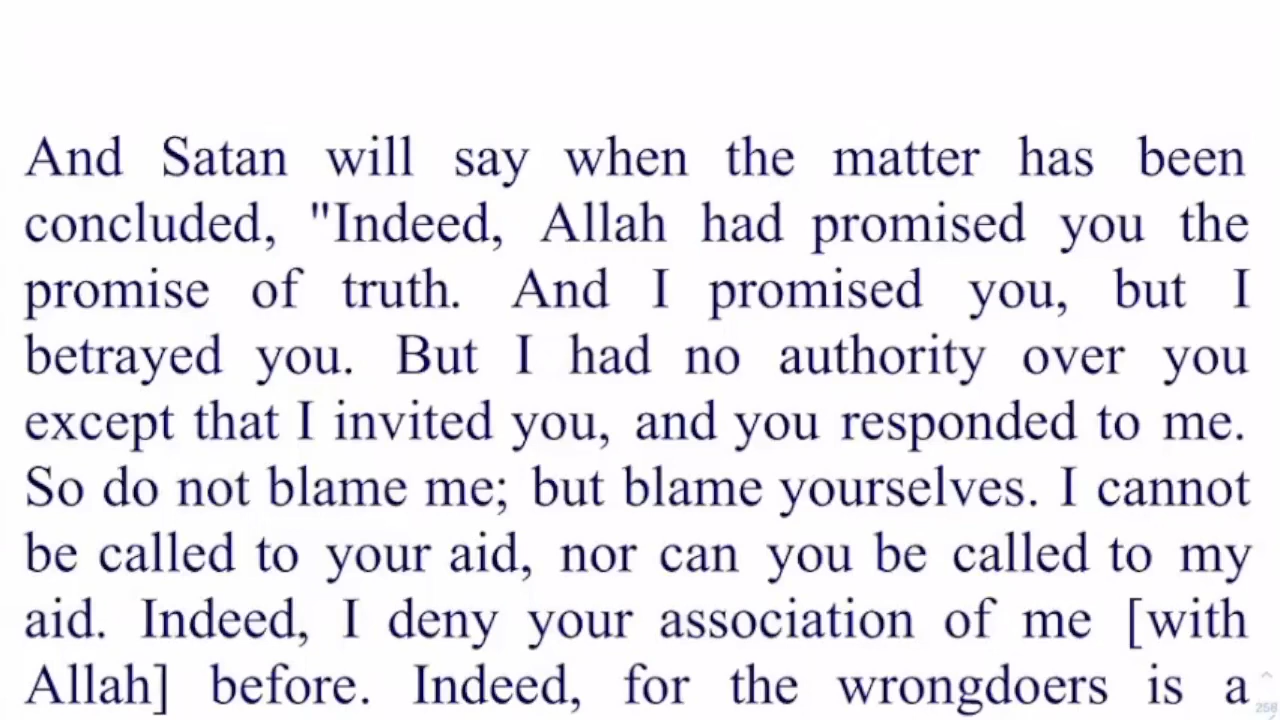 And Satan will say when the matter has been
concluded, "Indeed, Allah had promised you the
promise of truth. And I promised you, but I
betrayed you. But I had no authority over you
except that I invited you, and you responded to me.
So do not blame me; but blame yourselves. I cannot
be called to your aid, nor can you be called to my
aid. Indeed, I deny your association of me [with
Allah] before. Indeed, for the wrongdoers is a
258